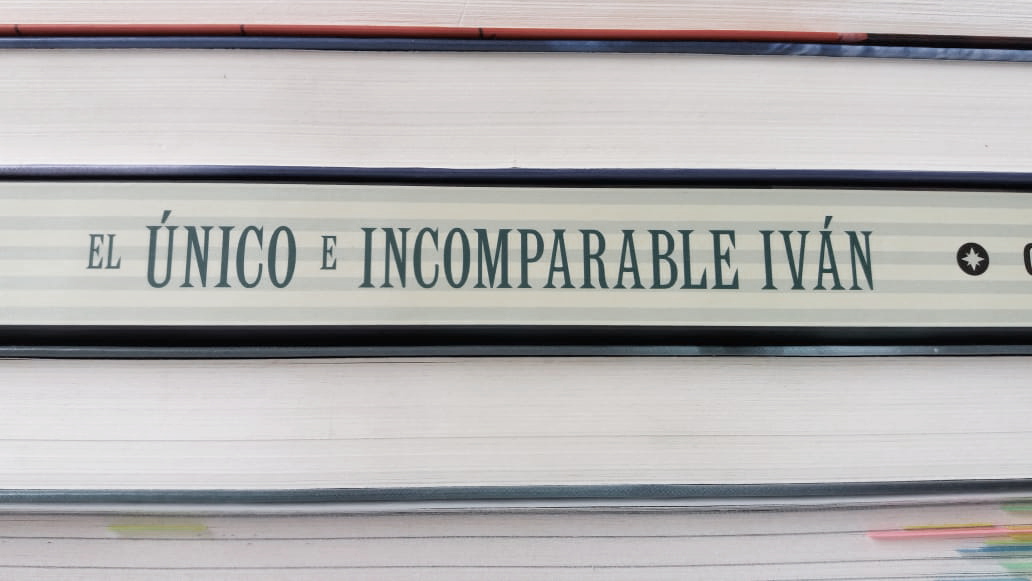 EL ÚNICO E INCOMPARABLE IVÁN